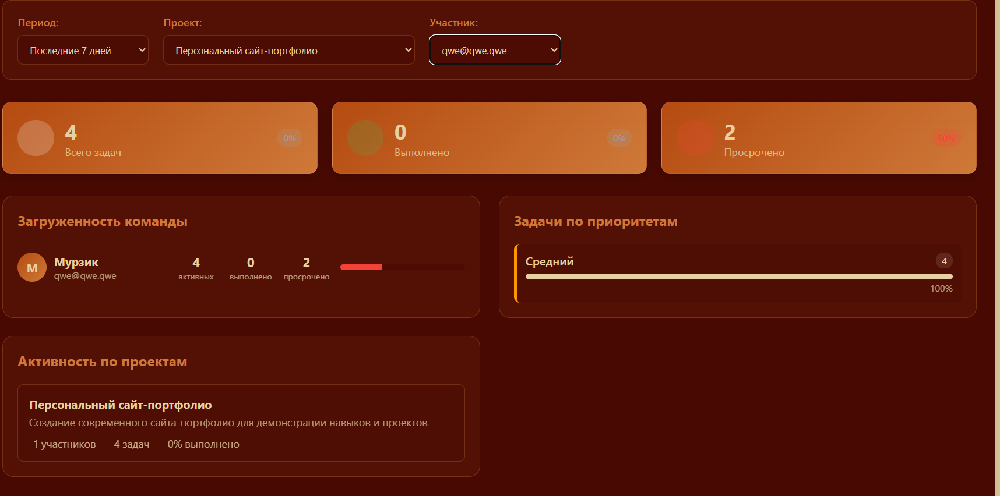 Период: Проект: Участник:
Последние 7 дней Персональный сайт-портфолио qwe@qwe.qwe
4
Всего задач
0%
0
Выполнено
0%
2
Просрочено
50%
Загруженность команды
М
Мурзик
qwe@qwe.qwe
4
активных
0
выполнено
2
просрочено
Задачи по приоритетам
Средний 4
100%
Активность по проектам
Персональный сайт-портфолио
Создание современного сайта-портфолио для демонстрации навыков и проектов
1 участников 4 задач 0% выполнено